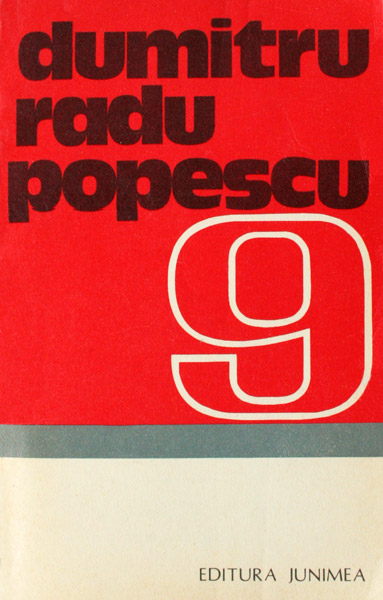 dumitru
radu
popescu
9
EDITURA JUNIMEA